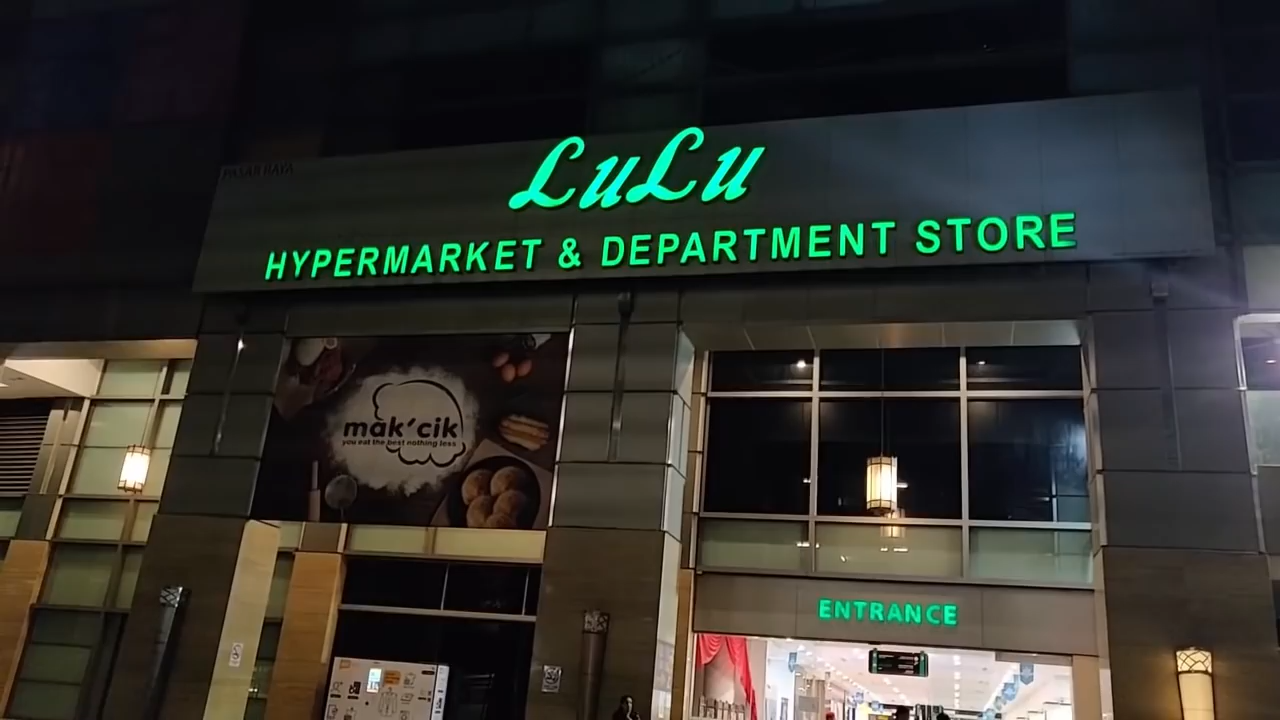 PASAR RAYA
LuLu
HYPERMARKET & DEPARTMENT STORE
mak'cik
you eat the best nothing less
ENTRANCE